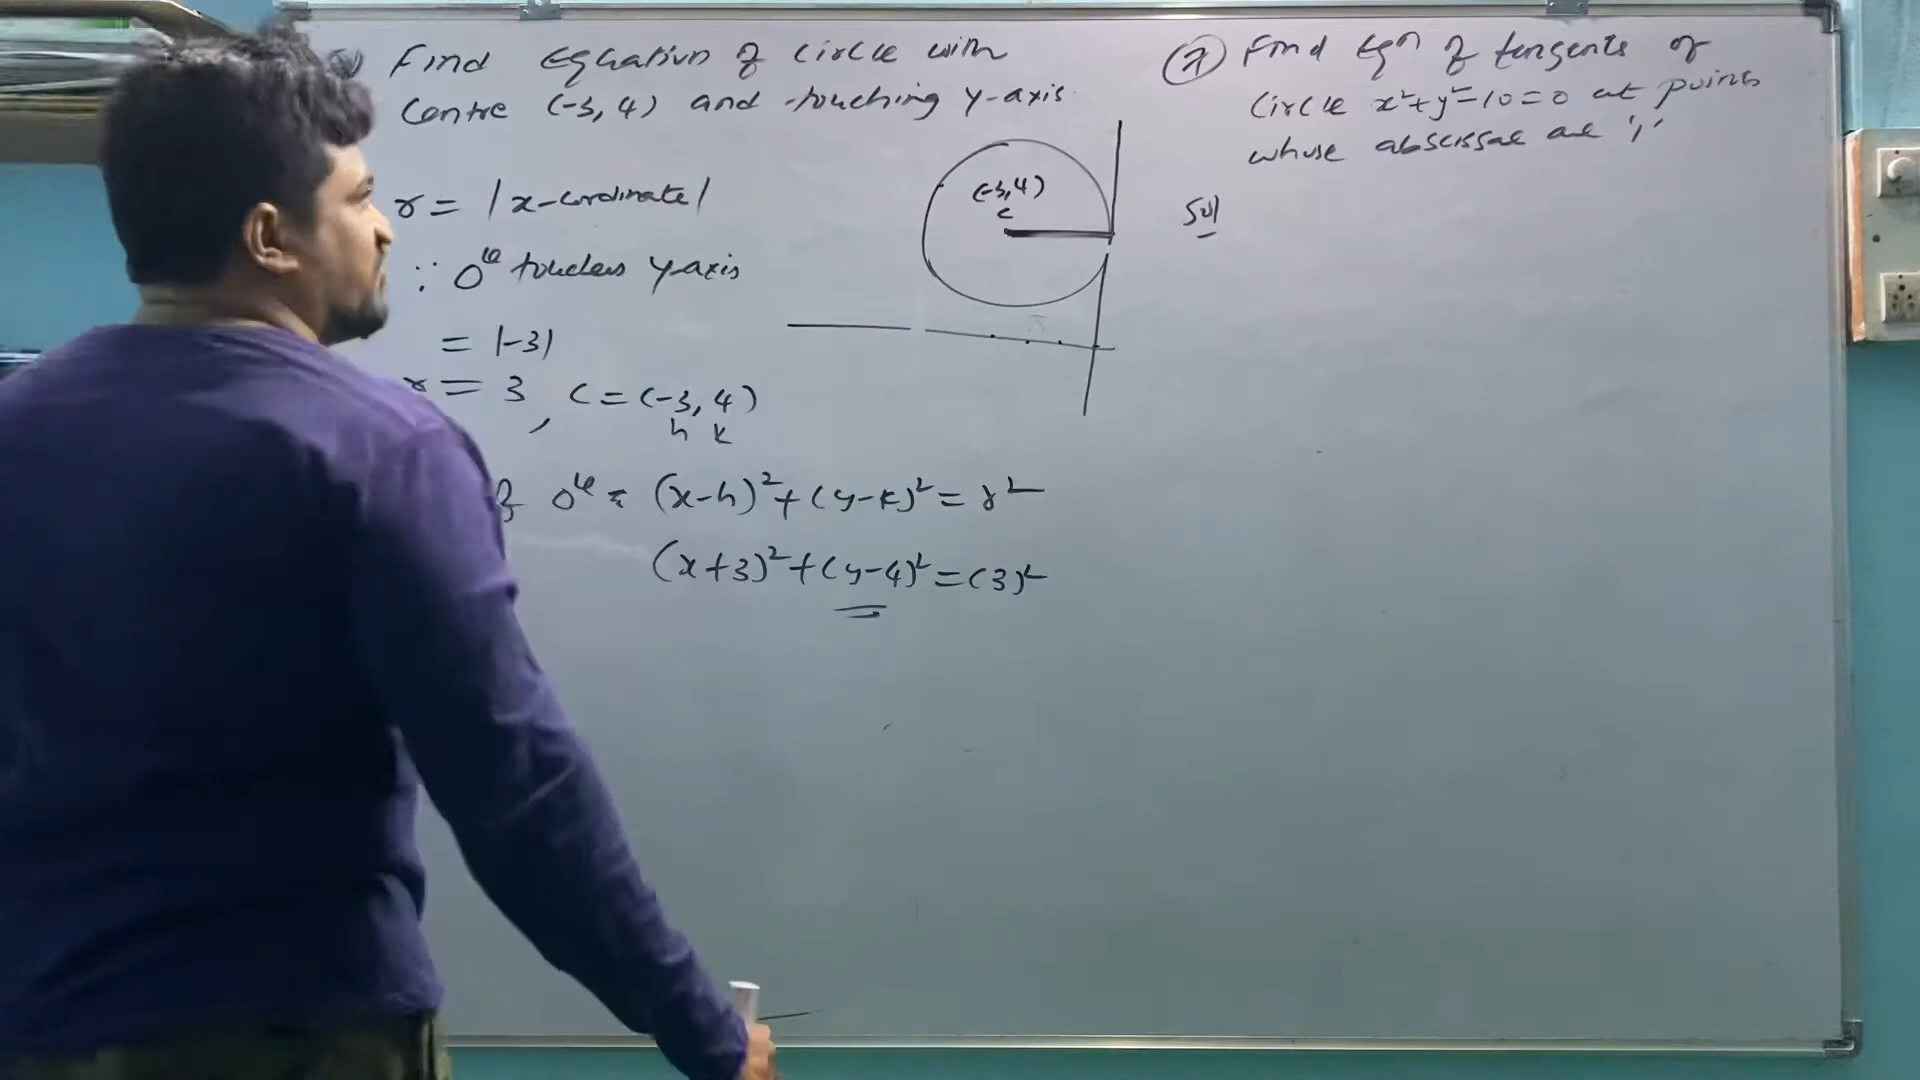 Find Equation of circle with
Centre (-3, 4) and touching y-axis
r = |x-cordinate|
∵ O^le touches y-axis
= |-3|
r = 3, C = (-3, 4)
h k
of O^le = (x-h)²+(y-k)² = r²
(x+3)²+(y-4)² = (3)²
(-3,4)
C
(7) Find Eqn of tangents of
circle x²+y²-10=0 at points
whose abscissae are '1'
Sol